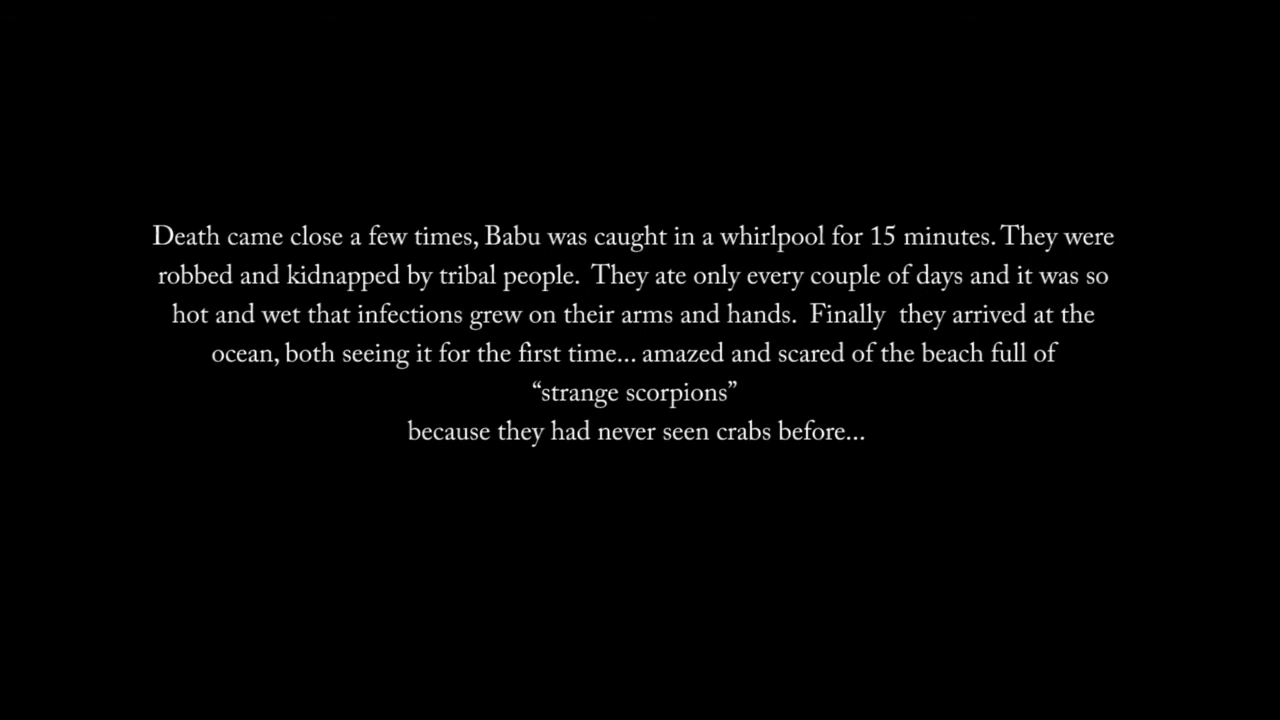 Death came close a few times, Babu was caught in a whirlpool for 15 minutes. They were
robbed and kidnapped by tribal people.  They ate only every couple of days and it was so
hot and wet that infections grew on their arms and hands.  Finally  they arrived at the
ocean, both seeing it for the first time... amazed and scared of the beach full of
“strange scorpions”
because they had never seen crabs before...